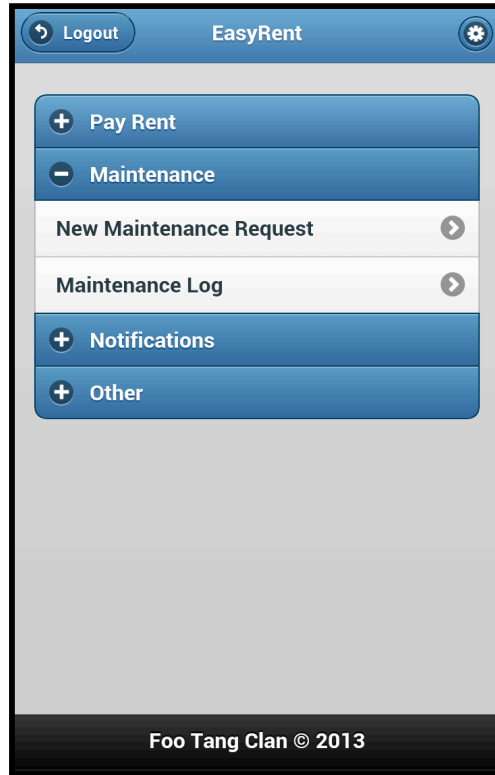 Logout EasyRent
Pay Rent
Maintenance
New Maintenance Request
Maintenance Log
Notifications
Other
Foo Tang Clan © 2013